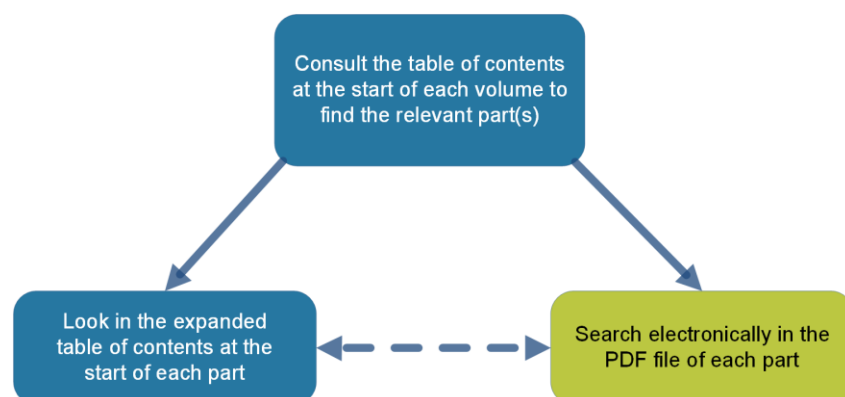 Consult the table of contents
at the start of each volume to
find the relevant part(s)
Look in the expanded
table of contents at the
start of each part
Search electronically in the
PDF file of each part